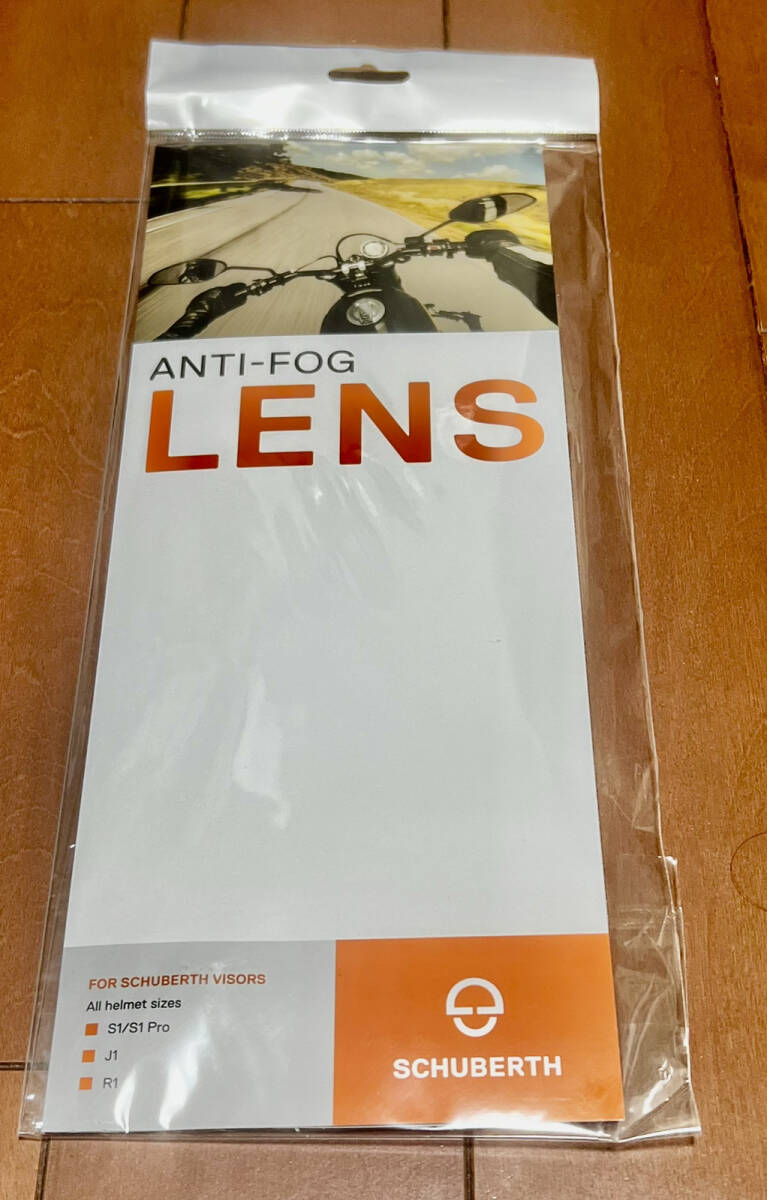 ANTI-FOG
LENS
FOR SCHUBERTH VISORS
All helmet sizes
S1/S1 Pro
J1
R1
SCHUBERTH